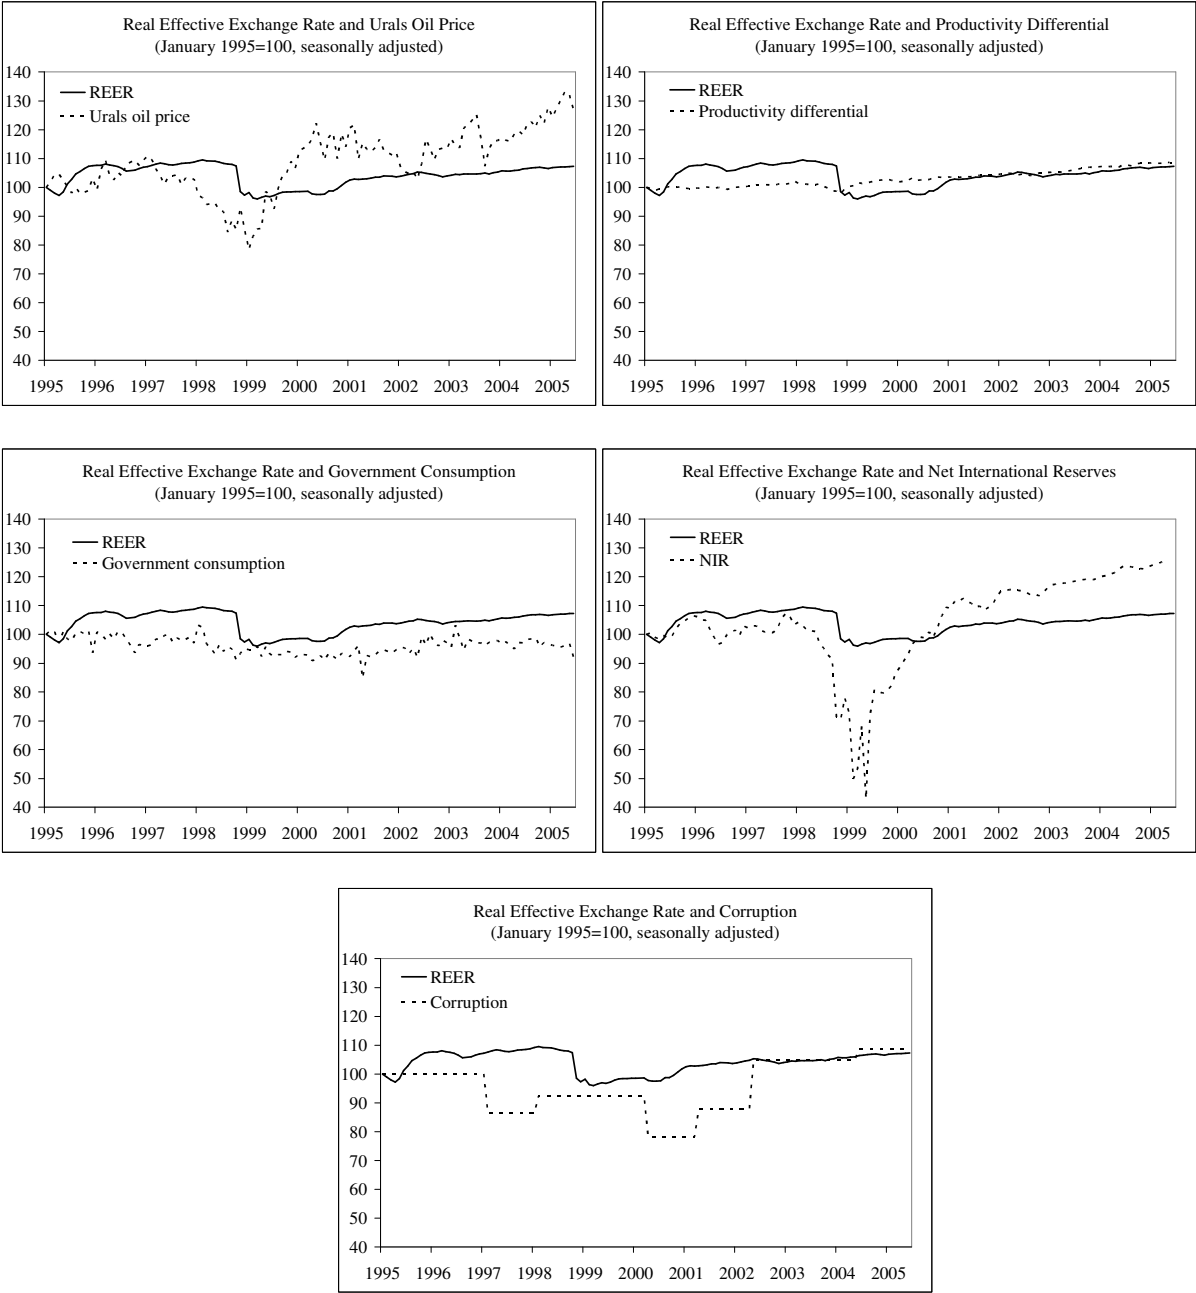 Real Effective Exchange Rate and Urals Oil Price
(January 1995=100, seasonally adjusted)
140
130
120
110
100
90
80
70
60
50
40
REER
Urals oil price
1995 1996 1997 1998 1999 2000 2001 2002 2003 2004 2005
Real Effective Exchange Rate and Productivity Differential
(January 1995=100, seasonally adjusted)
140
130
120
110
100
90
80
70
60
50
40
REER
Productivity differential
1995 1996 1997 1998 1999 2000 2001 2002 2003 2004 2005
Real Effective Exchange Rate and Government Consumption
(January 1995=100, seasonally adjusted)
140
130
120
110
100
90
80
70
60
50
40
REER
Government consumption
1995 1996 1997 1998 1999 2000 2001 2002 2003 2004 2005
Real Effective Exchange Rate and Net International Reserves
(January 1995=100, seasonally adjusted)
140
130
120
110
100
90
80
70
60
50
40
REER
NIR
1995 1996 1997 1998 1999 2000 2001 2002 2003 2004 2005
Real Effective Exchange Rate and Corruption
(January 1995=100, seasonally adjusted)
140
130
120
110
100
90
80
70
60
50
40
REER
Corruption
1995 1996 1997 1998 1999 2000 2001 2002 2003 2004 2005